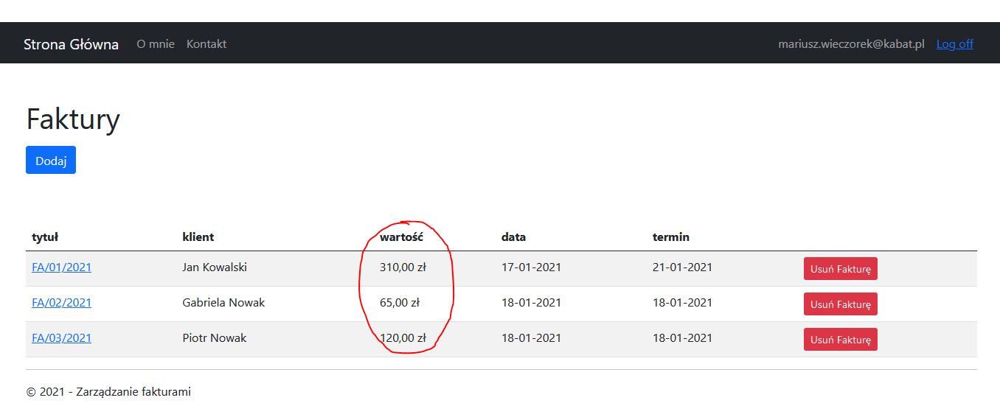 Strona Główna O mnie Kontakt mariusz.wieczorek@kabat.pl Log off
Faktury
Dodaj
tytuł klient wartość data termin
FA/01/2021 Jan Kowalski 310,00 zł 17-01-2021 21-01-2021 Usuń Fakturę
FA/02/2021 Gabriela Nowak 65,00 zł 18-01-2021 18-01-2021 Usuń Fakturę
FA/03/2021 Piotr Nowak 120,00 zł 18-01-2021 18-01-2021 Usuń Fakturę
© 2021 - Zarządzanie fakturami